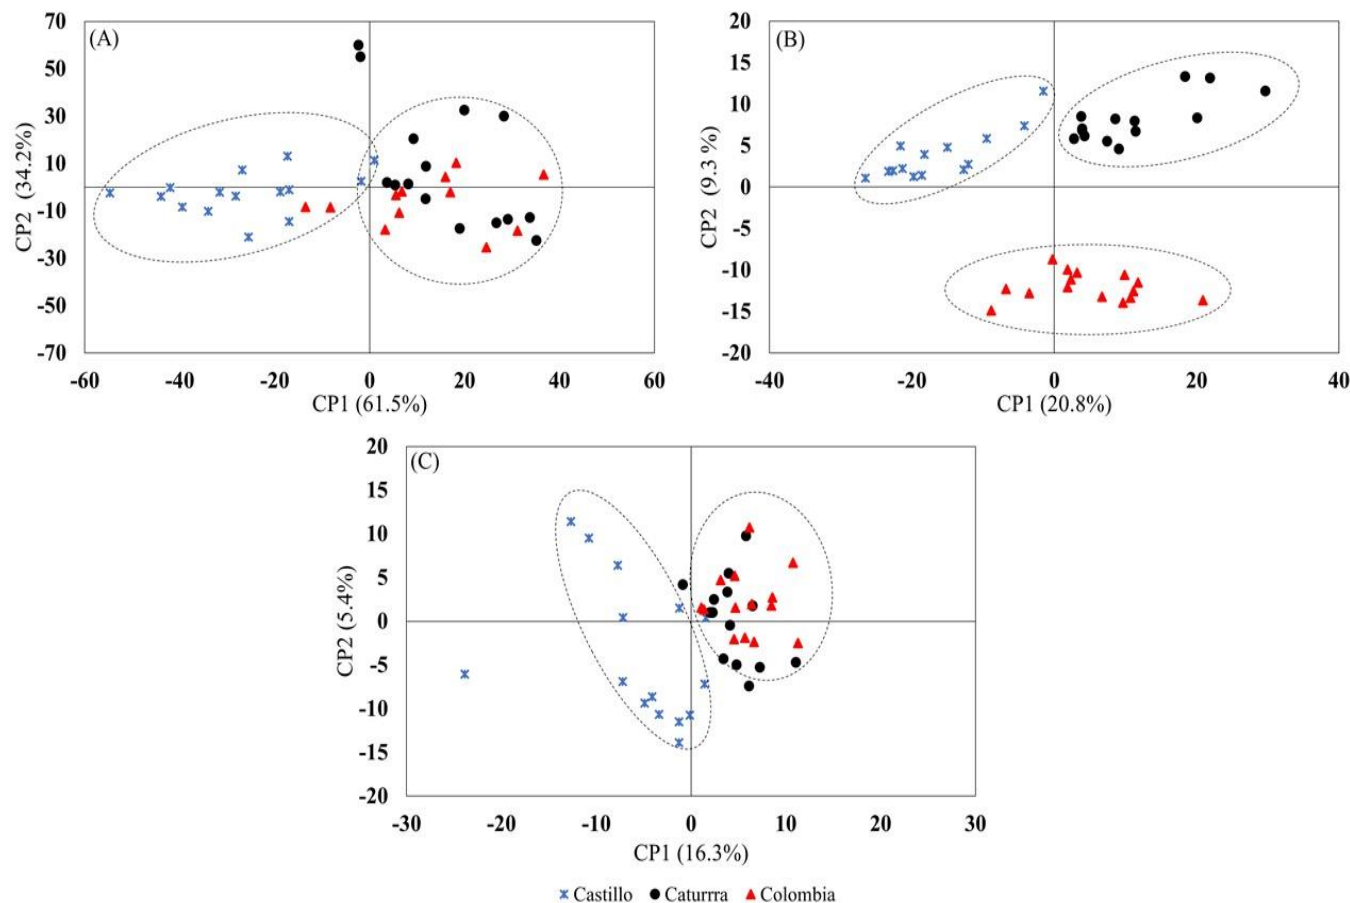 (A)
70
50
30
10
-10
-30
-50
-70
CP2 (34.2%)
-60 -40 -20 0 20 40 60
CP1 (61.5%)
(B)
20
15
10
5
0
-5
-10
-15
-20
CP2 (9.3 %)
-40 -20 0 20 40
CP1 (20.8%)
(C)
20
15
10
5
0
-5
-10
-15
-20
CP2 (5.4%)
-30 -20 -10 0 10 20 30
CP1 (16.3%)
Castillo Caturrra Colombia